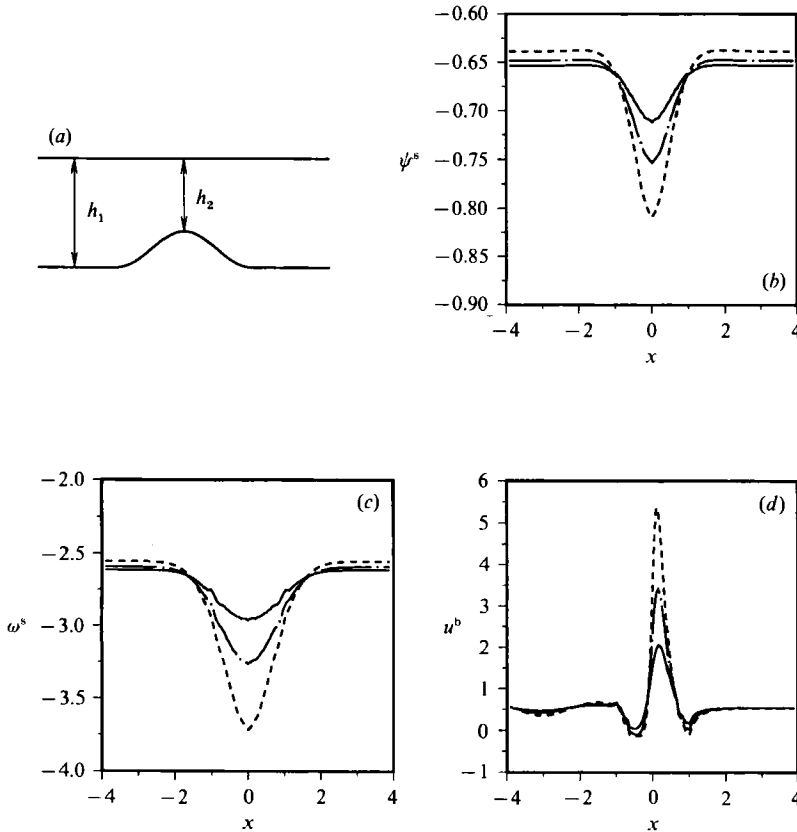 (a)
h₁
h₂
−0.60
−0.65
−0.70
−0.75
−0.80
−0.85
−0.90
ψˢ
(b)
−4
−2
0
2
4
x
−2.0
−2.5
−3.0
−3.5
−4.0
ωˢ
(c)
−4
−2
0
2
4
x
6
5
4
3
2
1
0
−1
uᵇ
(d)
−4
−2
0
2
4
x